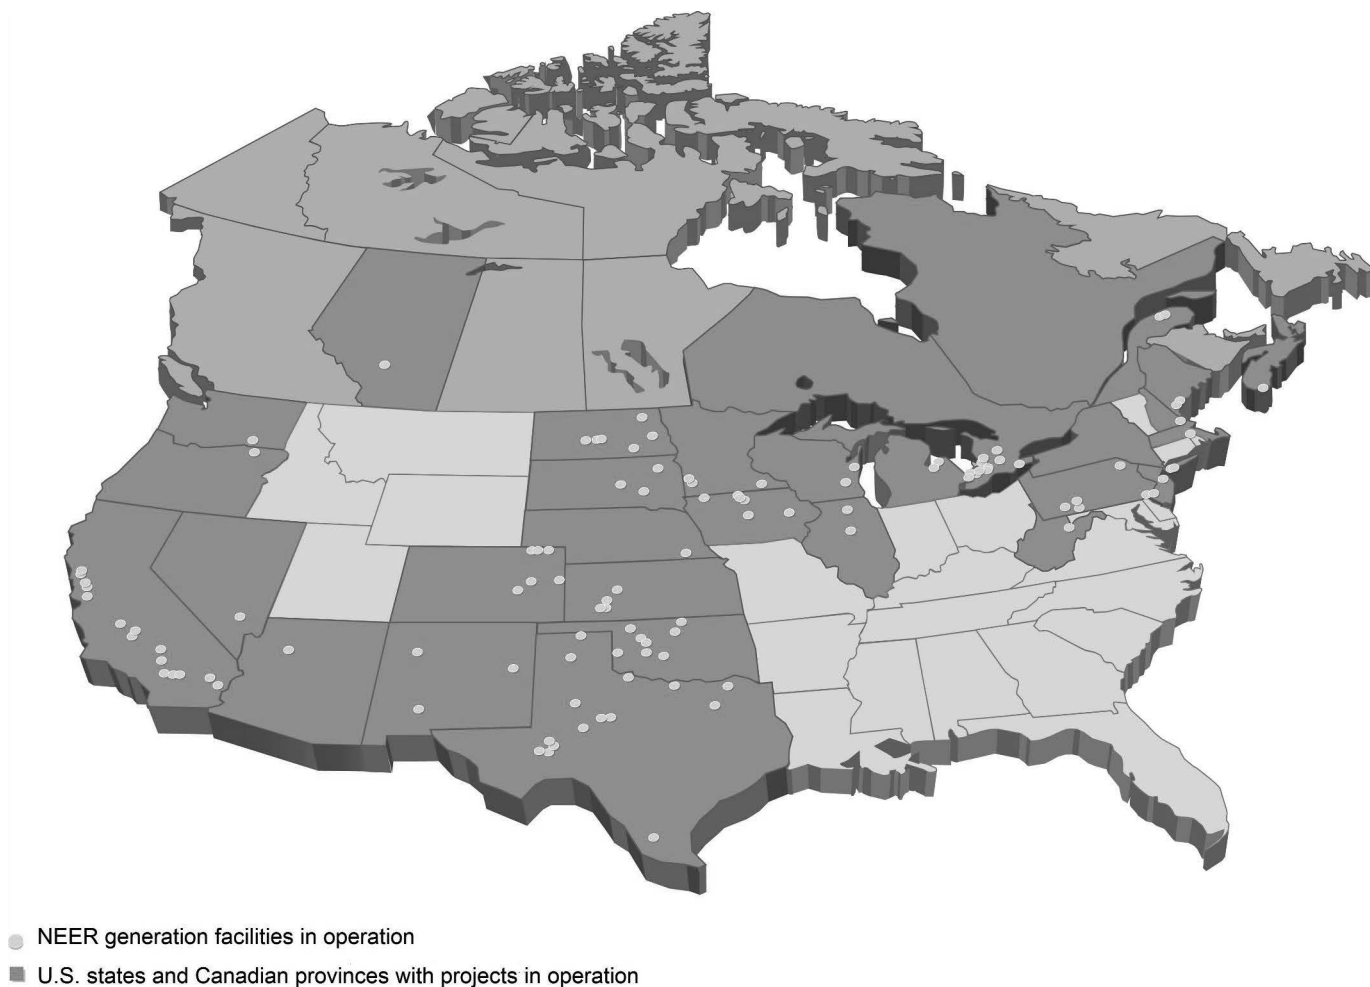 NEER generation facilities in operation
U.S. states and Canadian provinces with projects in operation